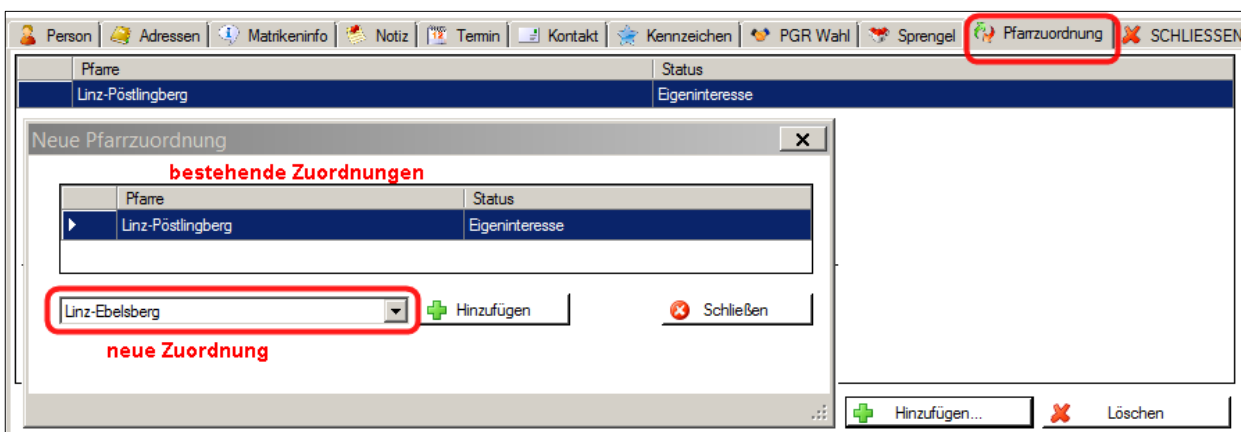 Person Adressen Matrikeninfo Notiz Termin Kontakt Kennzeichen PGR Wahl Sprengel Pfarrzuordnung SCHLIESSEN
Pfarre Status
Linz-Pöstlingberg Eigeninteresse
Neue Pfarrzuordnung
bestehende Zuordnungen
Pfarre Status
Linz-Pöstlingberg Eigeninteresse
Linz-Ebelsberg Hinzufügen Schließen
neue Zuordnung
Hinzufügen... Löschen